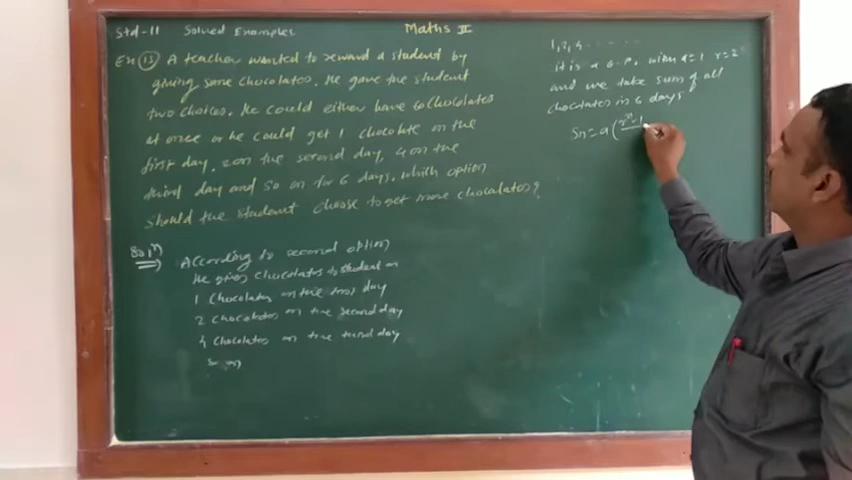 Std-11 Solved Examples Maths II
Ex (13) A teacher wanted to reward a student by
giving some chocolates. He gave the student
two choices. He could either have 60 chocolates
at once or he could get 1 chocolate on the
first day, 2 on the second day, 4 on the
third day and so on for 6 days, which option
should the student choose to get more chocolates?
Solⁿ
According to second option
He gives chocolates to student on
1 chocolates on the first day
2 chocolates on the second day
4 chocolates on the third day
so on
1, 2, 4 ......
it is a G.P. with a=1 r=2
and we take sum of all
chocolates in 6 days
Sn = a (rⁿ-1